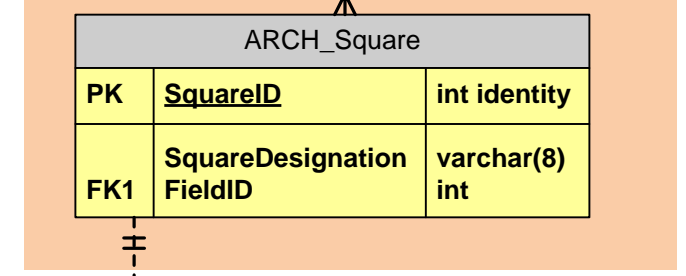 ARCH_Square
PK SquareID int identity
SquareDesignation varchar(8)
FK1 FieldID int